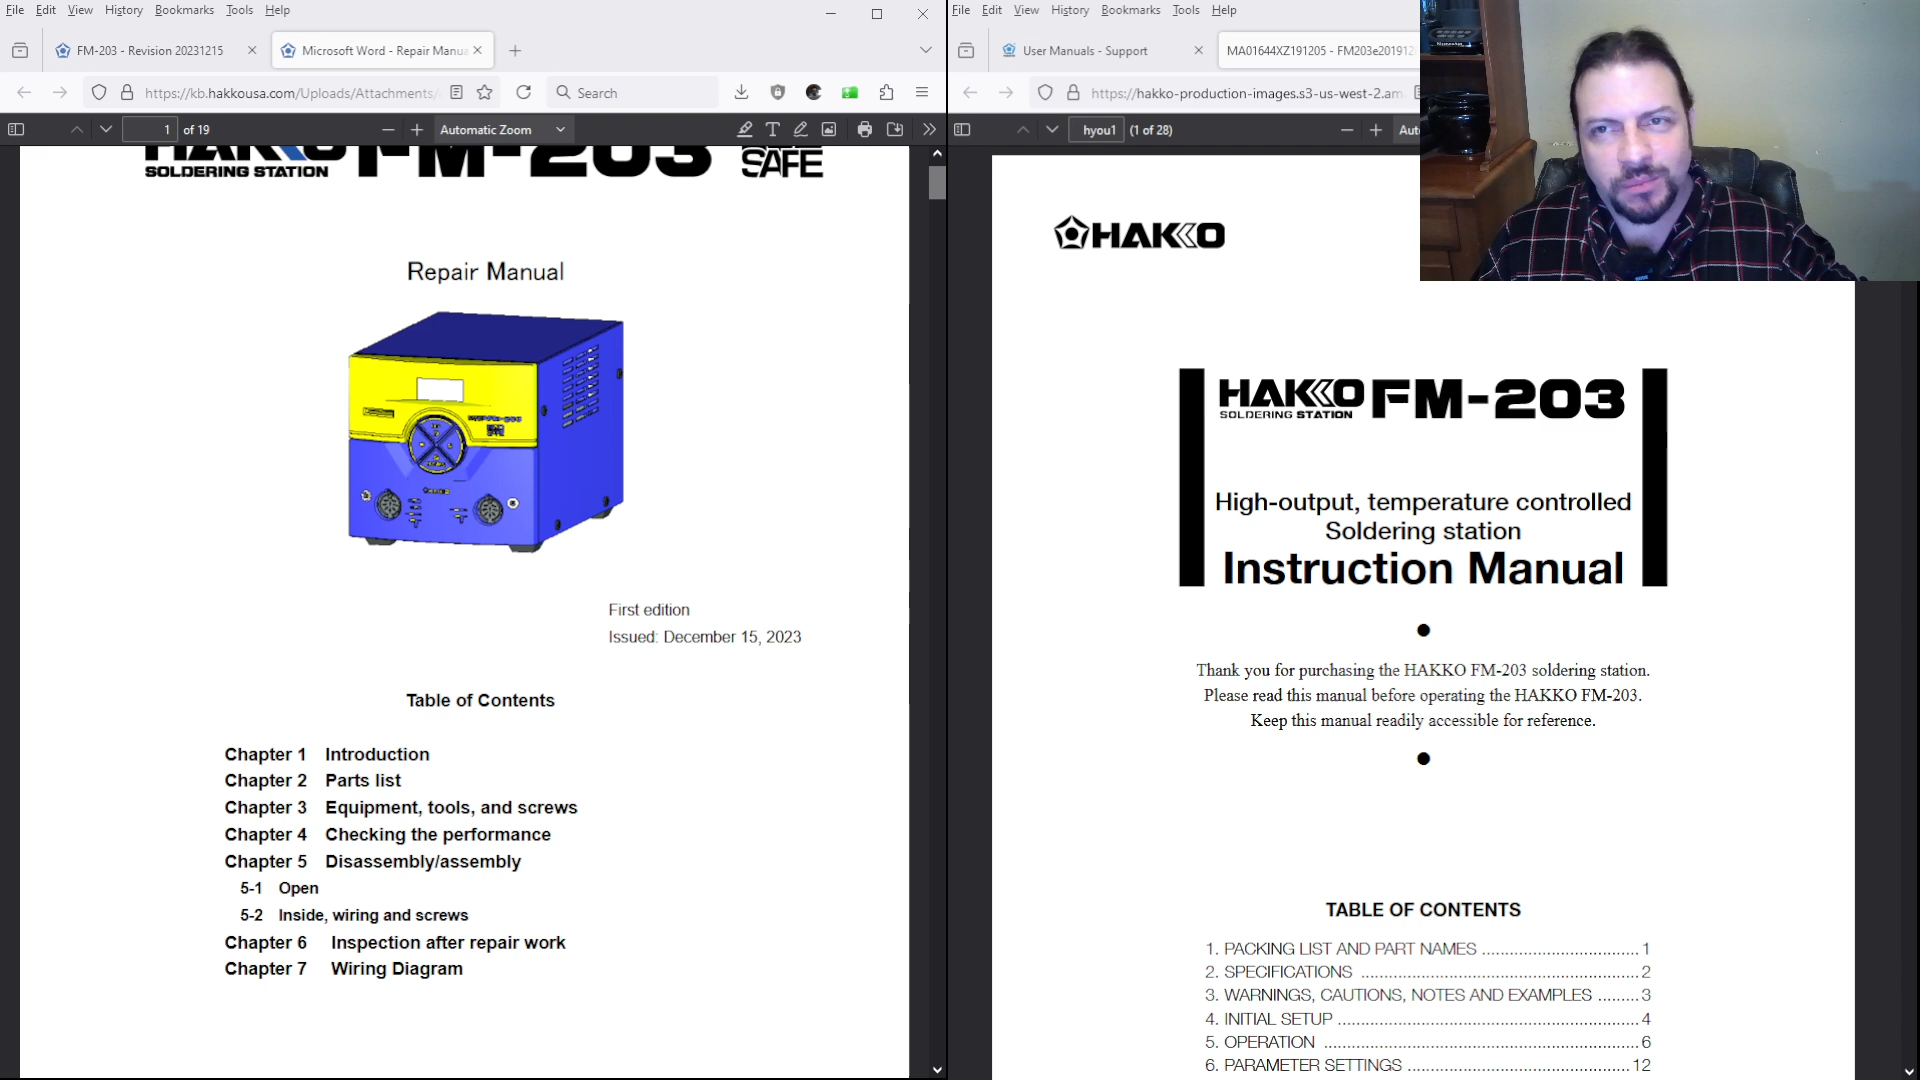 File Edit View History Bookmarks Tools Help
FM-203 - Revision 20231215
Microsoft Word - Repair Manua
https://kb.hakkousa.com/Uploads/Attachments/
Search
1 of 19
Automatic Zoom
HAKKO FM-203
SOLDERING STATION
SAFE
Repair Manual
First edition
Issued: December 15, 2023
Table of Contents
Chapter 1 Introduction
Chapter 2 Parts list
Chapter 3 Equipment, tools, and screws
Chapter 4 Checking the performance
Chapter 5 Disassembly/assembly
5-1 Open
5-2 Inside, wiring and screws
Chapter 6 Inspection after repair work
Chapter 7 Wiring Diagram
File Edit View History Bookmarks Tools Help
User Manuals - Support
MA01644XZ191205 - FM203e201912
https://hakko-production-images.s3-us-west-2.am
hyou1 (1 of 28)
Aut
HAKKO
HAKKO FM-203
SOLDERING STATION
High-output, temperature controlled
Soldering station
Instruction Manual
Thank you for purchasing the HAKKO FM-203 soldering station.
Please read this manual before operating the HAKKO FM-203.
Keep this manual readily accessible for reference.
TABLE OF CONTENTS
1. PACKING LIST AND PART NAMES ................................ 1
2. SPECIFICATIONS ........................................................ 2
3. WARNINGS, CAUTIONS, NOTES AND EXAMPLES ......... 3
4. INITIAL SETUP ............................................................. 4
5. OPERATION ................................................................ 6
6. PARAMETER SETTINGS ............................................. 12